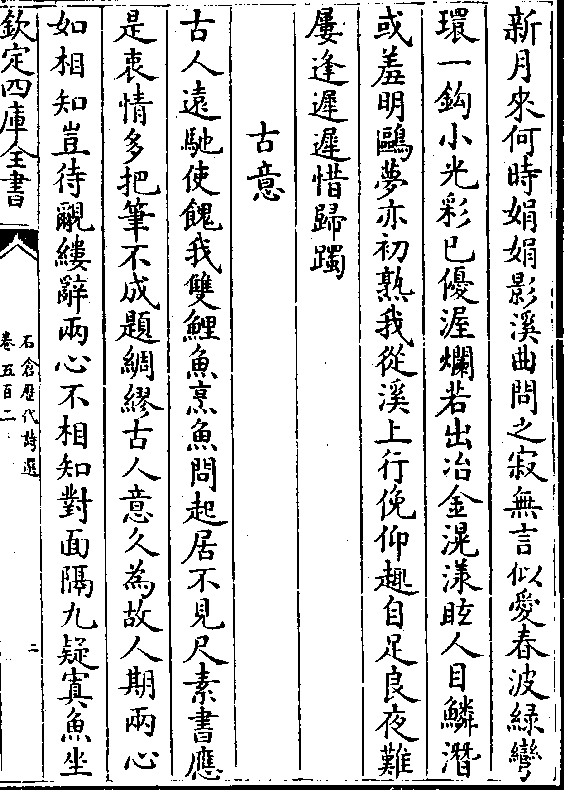 新月來何時娟娟影溪曲問之寂無言似愛春波緑彎
環一鈎小光彩已優渥爛若出冶金滉漾眩人目鱗潛
或羞明鷗夢亦初熟我從溪上行俛仰趣自足良夜難
屢逢遲遲惜歸躅
古意
古人遠馳使餽我雙鯉魚烹魚問起居不見尺素書應
是衷情多把筆不成題綢繆古人意久為故人期兩心
如相知豈待覼縷辭兩心不相知對面隔九疑寘魚坐
欽定四庫全書
石倉歷代詩選
卷五百二
二